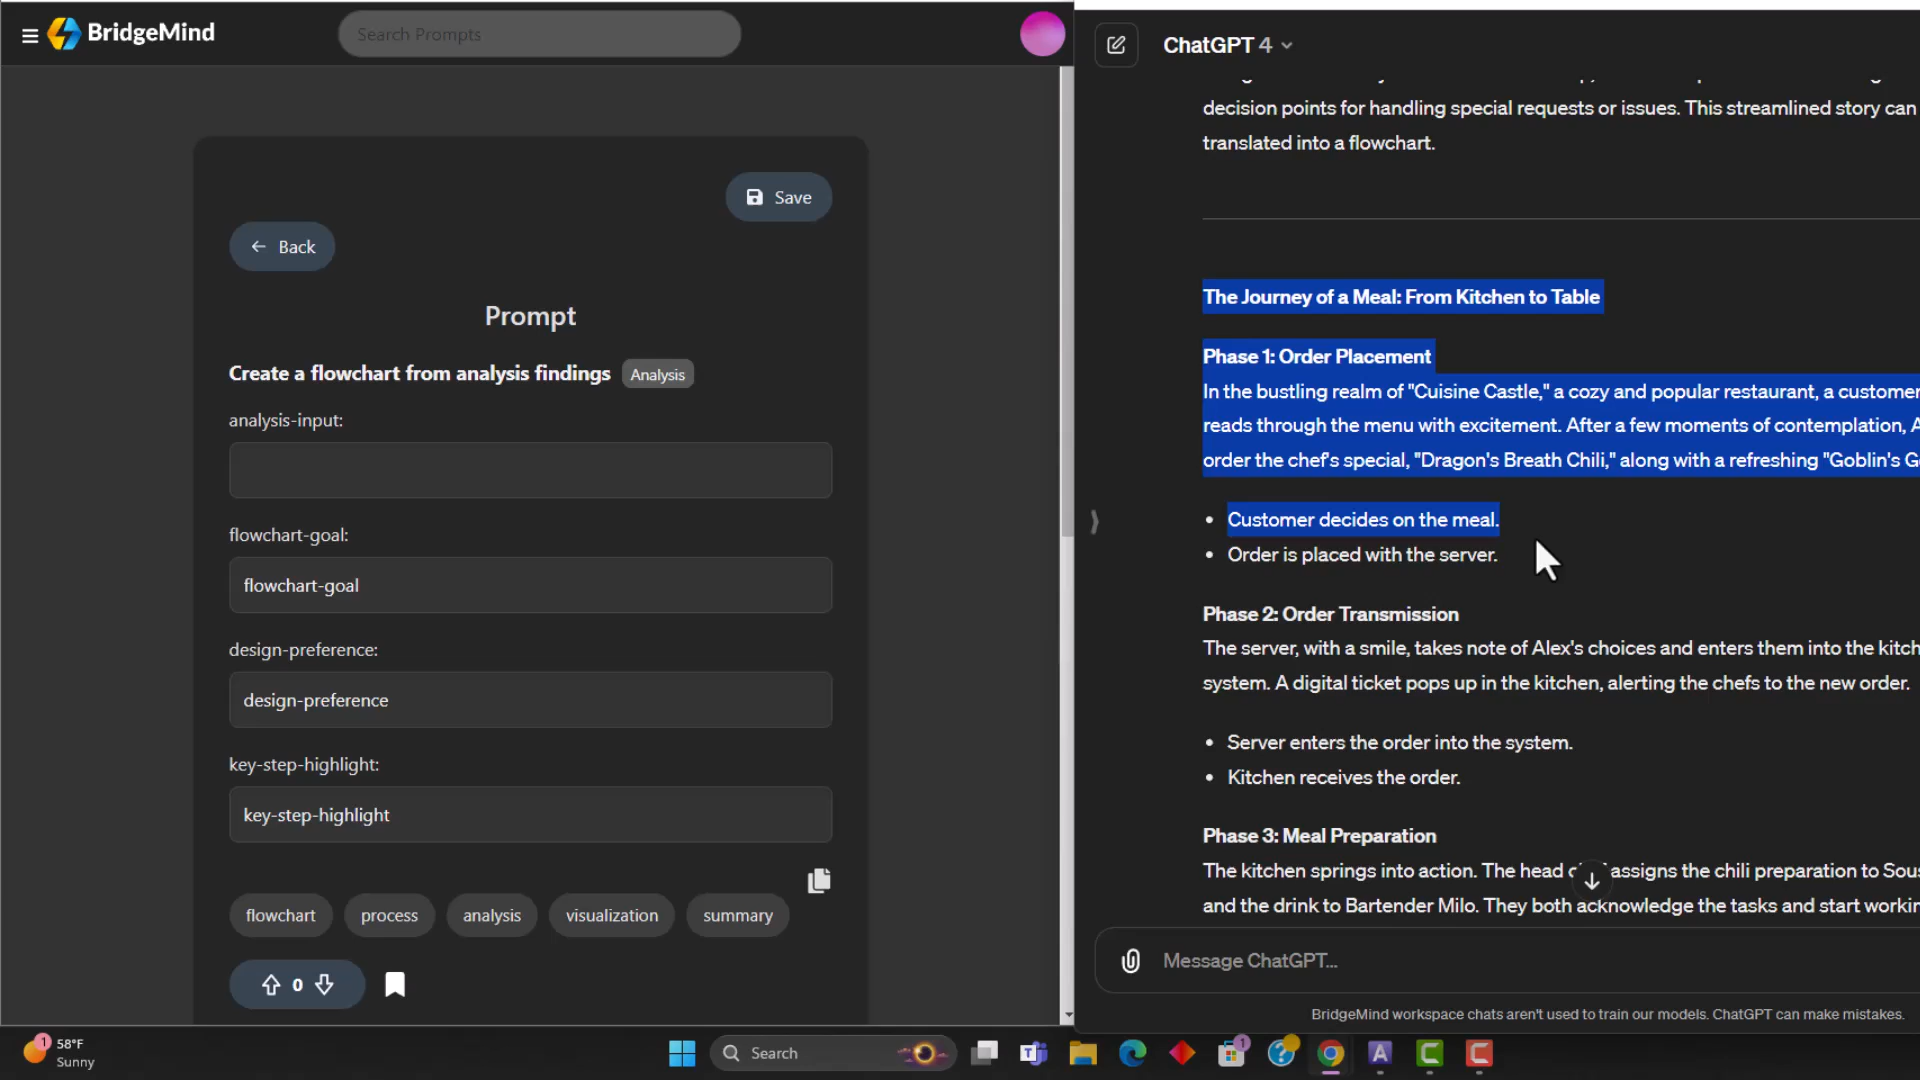 BridgeMind
Search Prompts
Save
Back
Prompt
Create a flowchart from analysis findings Analysis
analysis-input:
flowchart-goal:
flowchart-goal
design-preference:
design-preference
key-step-highlight:
key-step-highlight
flowchart process analysis visualization summary
0
ChatGPT 4
decision points for handling special requests or issues. This streamlined story can
translated into a flowchart.
The Journey of a Meal: From Kitchen to Table
Phase 1: Order Placement
In the bustling realm of "Cuisine Castle," a cozy and popular restaurant, a customer
reads through the menu with excitement. After a few moments of contemplation, A
order the chef's special, "Dragon's Breath Chili," along with a refreshing "Goblin's G
• Customer decides on the meal.
• Order is placed with the server.
Phase 2: Order Transmission
The server, with a smile, takes note of Alex's choices and enters them into the kitch
system. A digital ticket pops up in the kitchen, alerting the chefs to the new order.
• Server enters the order into the system.
• Kitchen receives the order.
Phase 3: Meal Preparation
The kitchen springs into action. The head assigns the chili preparation to Sous
and the drink to Bartender Milo. They both acknowledge the tasks and start workin
Message ChatGPT...
BridgeMind workspace chats aren't used to train our models. ChatGPT can make mistakes.
1
58°F
Sunny
Search
1